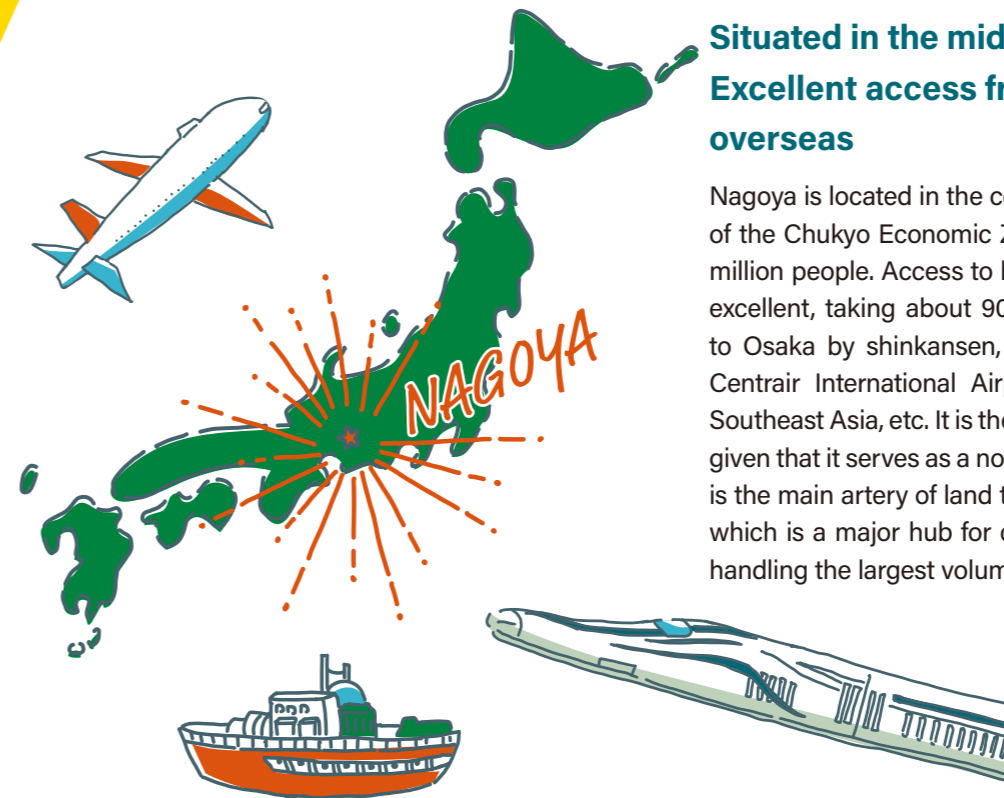 Situated in the mid
Excellent access fr
overseas
Nagoya is located in the c
of the Chukyo Economic
million people. Access to
excellent, taking about 90
to Osaka by shinkansen,
Centrair International Air
Southeast Asia, etc. It is the
given that it serves as a no
is the main artery of land t
which is a major hub for
handling the largest volum
NAGOYA